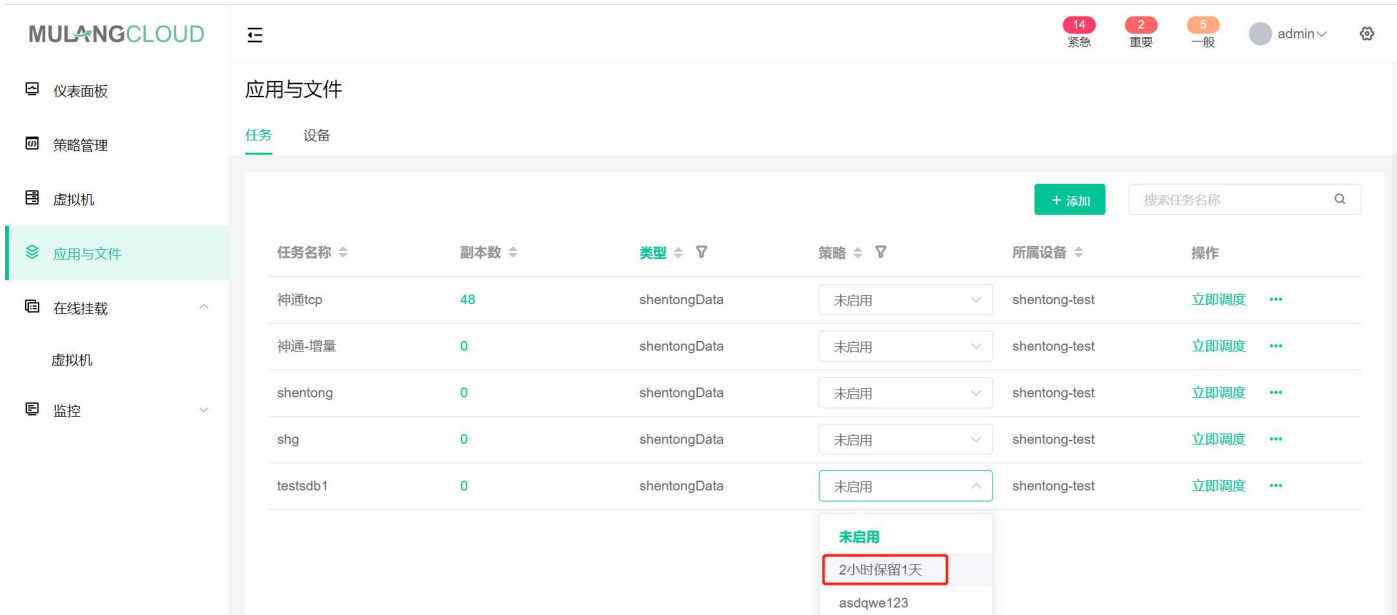 MULANGCLOUD
14 紧急
2 重要
5 一般
admin
仪表面板
策略管理
虚拟机
应用与文件
在线挂载
虚拟机
监控
应用与文件
任务 设备
+ 添加 搜索任务名称
任务名称 副本数 类型 策略 所属设备 操作
神通tcp 48 shentongData 未启用 shentong-test 立即调度 •••
神通-增量 0 shentongData 未启用 shentong-test 立即调度 •••
shentong 0 shentongData 未启用 shentong-test 立即调度 •••
shg 0 shentongData 未启用 shentong-test 立即调度 •••
testsdb1 0 shentongData 未启用 shentong-test 立即调度 •••
未启用
2小时保留1天
asdqwe123